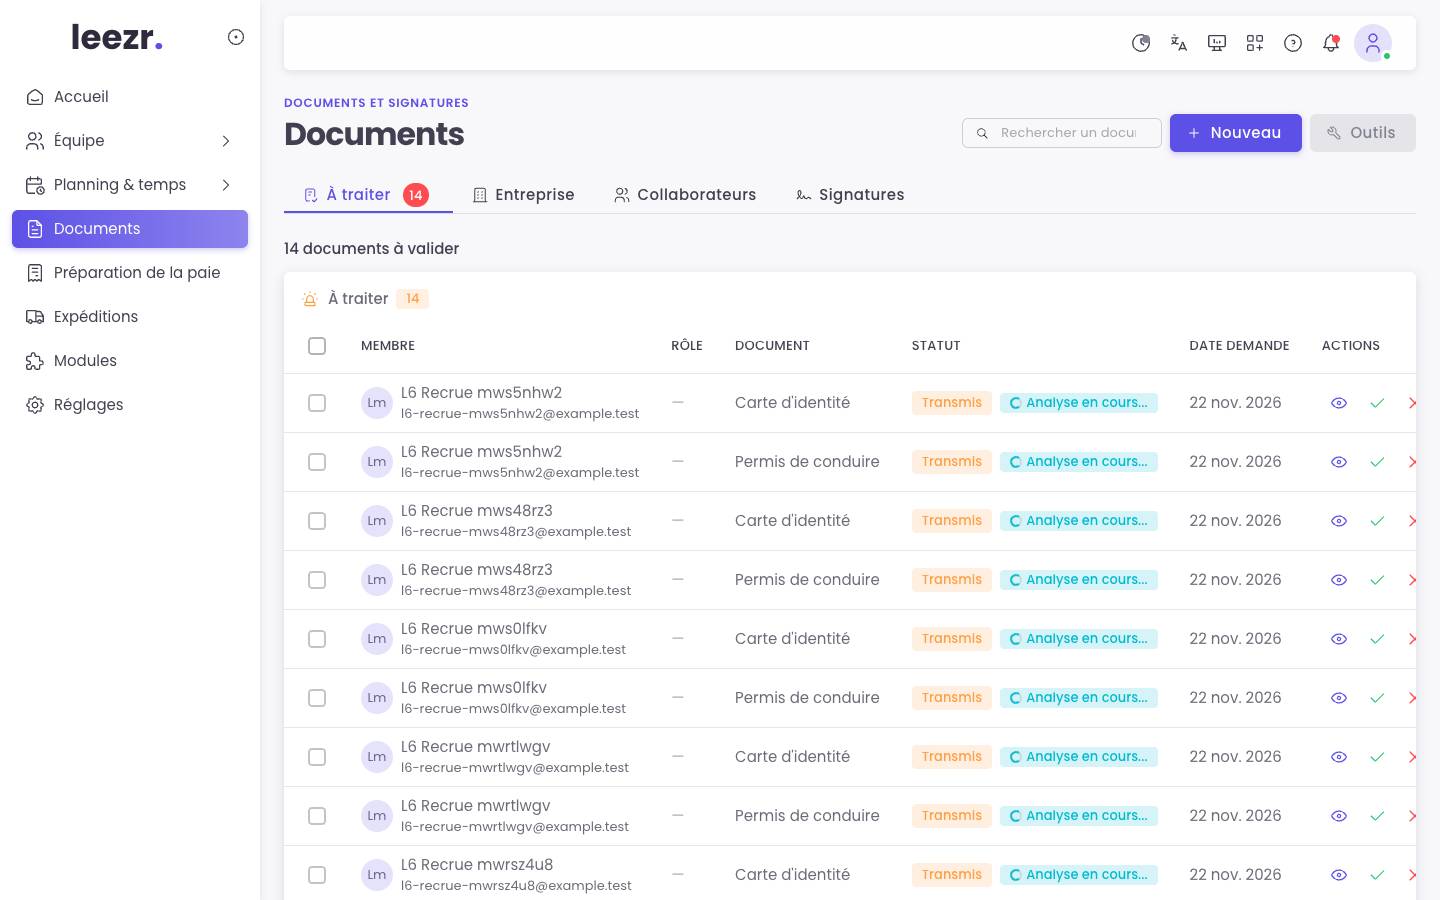 leezr.
Accueil
Équipe
Planning & temps
Documents
Préparation de la paie
Expéditions
Modules
Réglages
DOCUMENTS ET SIGNATURES
Documents
Rechercher un docu
Nouveau
Outils
À traiter 14
Entreprise
Collaborateurs
Signatures
14 documents à valider
À traiter 14
MEMBRE RÔLE DOCUMENT STATUT DATE DEMANDE ACTIONS
Lm L6 Recrue mws5nhw2 — Carte d'identité Transmis Analyse en cours... 22 nov. 2026
l6-recrue-mws5nhw2@example.test
Lm L6 Recrue mws5nhw2 — Permis de conduire Transmis Analyse en cours... 22 nov. 2026
l6-recrue-mws5nhw2@example.test
Lm L6 Recrue mws48rz3 — Carte d'identité Transmis Analyse en cours... 22 nov. 2026
l6-recrue-mws48rz3@example.test
Lm L6 Recrue mws48rz3 — Permis de conduire Transmis Analyse en cours... 22 nov. 2026
l6-recrue-mws48rz3@example.test
Lm L6 Recrue mws0lfkv — Carte d'identité Transmis Analyse en cours... 22 nov. 2026
l6-recrue-mws0lfkv@example.test
Lm L6 Recrue mws0lfkv — Permis de conduire Transmis Analyse en cours... 22 nov. 2026
l6-recrue-mws0lfkv@example.test
Lm L6 Recrue mwrtlwgv — Carte d'identité Transmis Analyse en cours... 22 nov. 2026
l6-recrue-mwrtlwgv@example.test
Lm L6 Recrue mwrtlwgv — Permis de conduire Transmis Analyse en cours... 22 nov. 2026
l6-recrue-mwrtlwgv@example.test
Lm L6 Recrue mwrsz4u8 — Carte d'identité Transmis Analyse en cours... 22 nov. 2026
l6-recrue-mwrsz4u8@example.test